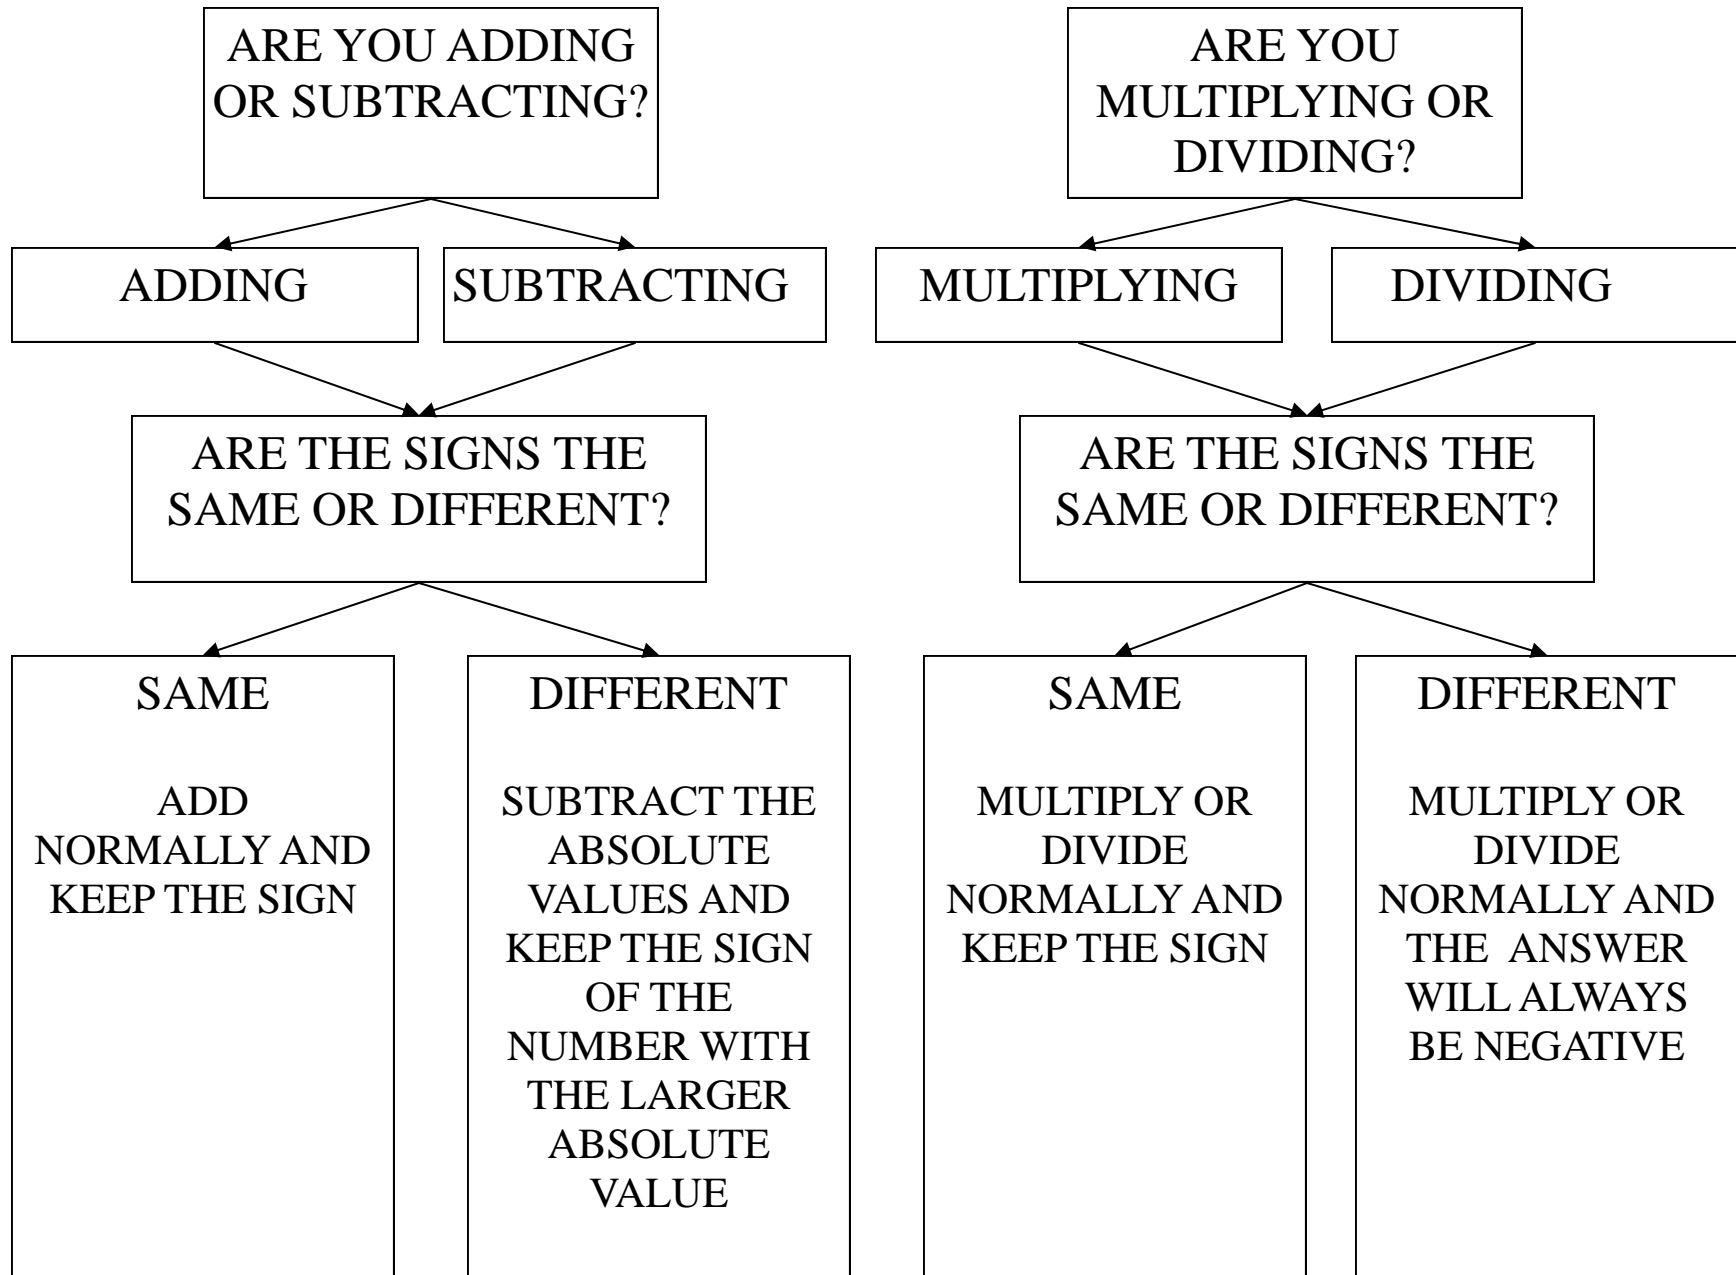 ARE YOU ADDING
OR SUBTRACTING?
ADDING
SUBTRACTING
ARE THE SIGNS THE
SAME OR DIFFERENT?
SAME
ADD
NORMALLY AND
KEEP THE SIGN
DIFFERENT
SUBTRACT THE
ABSOLUTE
VALUES AND
KEEP THE SIGN
OF THE
NUMBER WITH
THE LARGER
ABSOLUTE
VALUE
ARE YOU
MULTIPLYING OR
DIVIDING?
MULTIPLYING
DIVIDING
ARE THE SIGNS THE
SAME OR DIFFERENT?
SAME
MULTIPLY OR
DIVIDE
NORMALLY AND
KEEP THE SIGN
DIFFERENT
MULTIPLY OR
DIVIDE
NORMALLY AND
THE  ANSWER
WILL ALWAYS
BE NEGATIVE